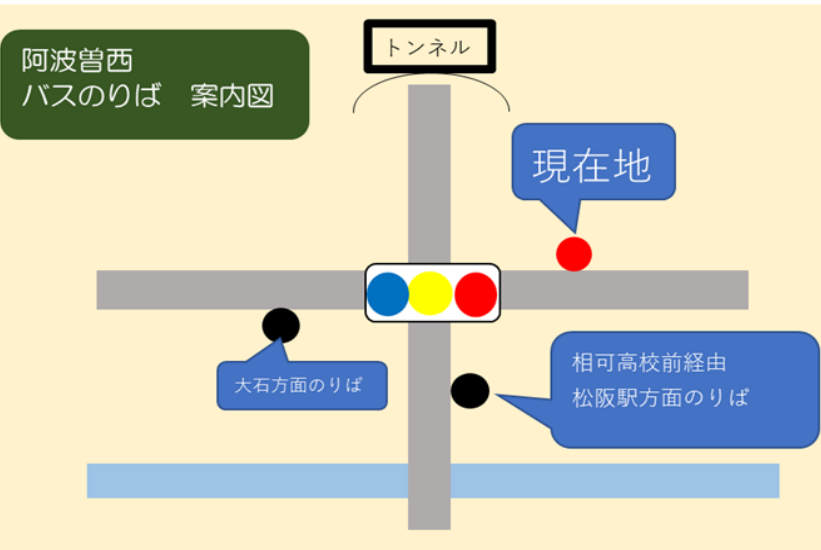 阿波曽西
バスのりば　案内図
トンネル
現在地
大石方面のりば
相可高校前経由
松阪駅方面のりば